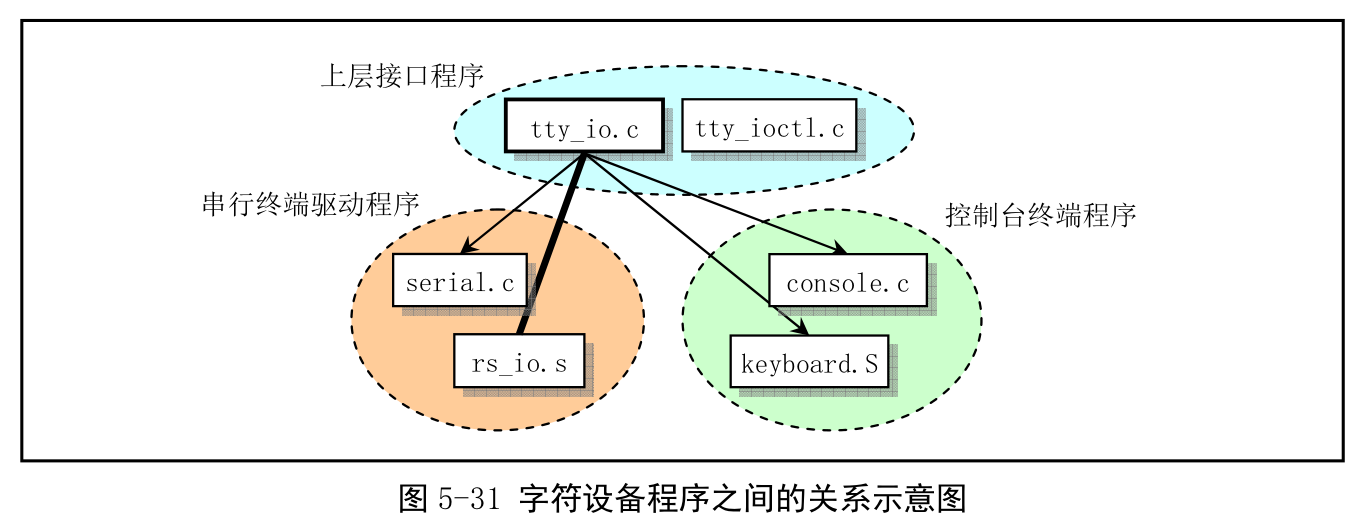 上层接口程序
tty_io.c
tty_ioctl.c
串行终端驱动程序
控制台终端程序
serial.c
console.c
rs_io.s
keyboard.S
图 5-31 字符设备程序之间的关系示意图